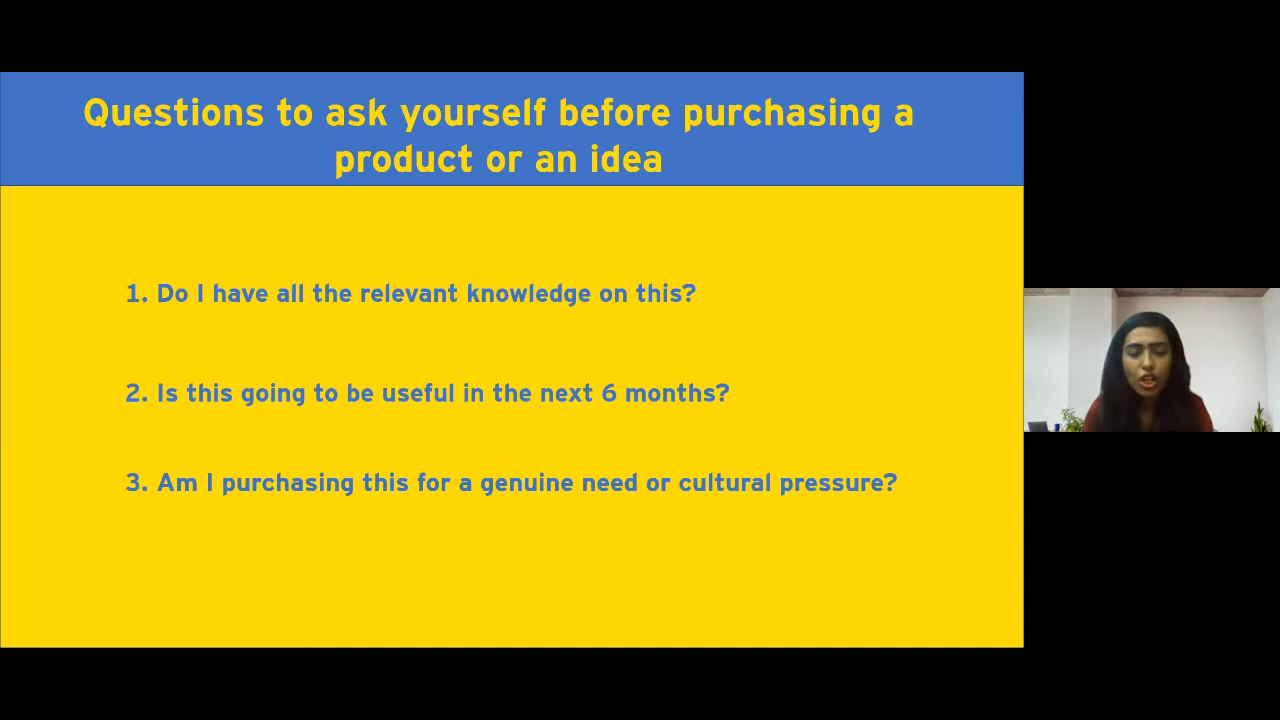 Questions to ask yourself before purchasing a
product or an idea
1. Do I have all the relevant knowledge on this?
2. Is this going to be useful in the next 6 months?
3. Am I purchasing this for a genuine need or cultural pressure?